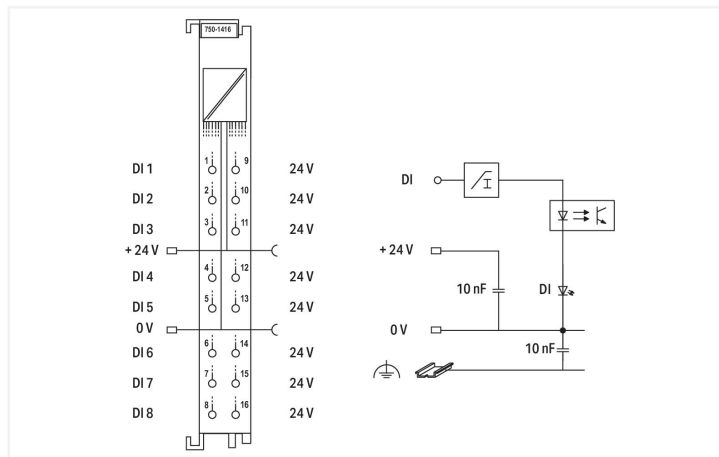 750-1416
DI 1 1 9 24 V
DI 2 2 10 24 V
DI 3 3 11 24 V
+ 24 V
DI 4 4 12 24 V
DI 5 5 13 24 V
0 V
DI 6 6 14 24 V
DI 7 7 15 24 V
DI 8 8 16 24 V
DI
I
+ 24 V
10 nF
DI
0 V
10 nF